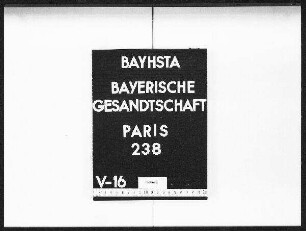 BAYHSTA
BAYERISCHE
GESANDTSCHAFT
PARIS
238
V-16